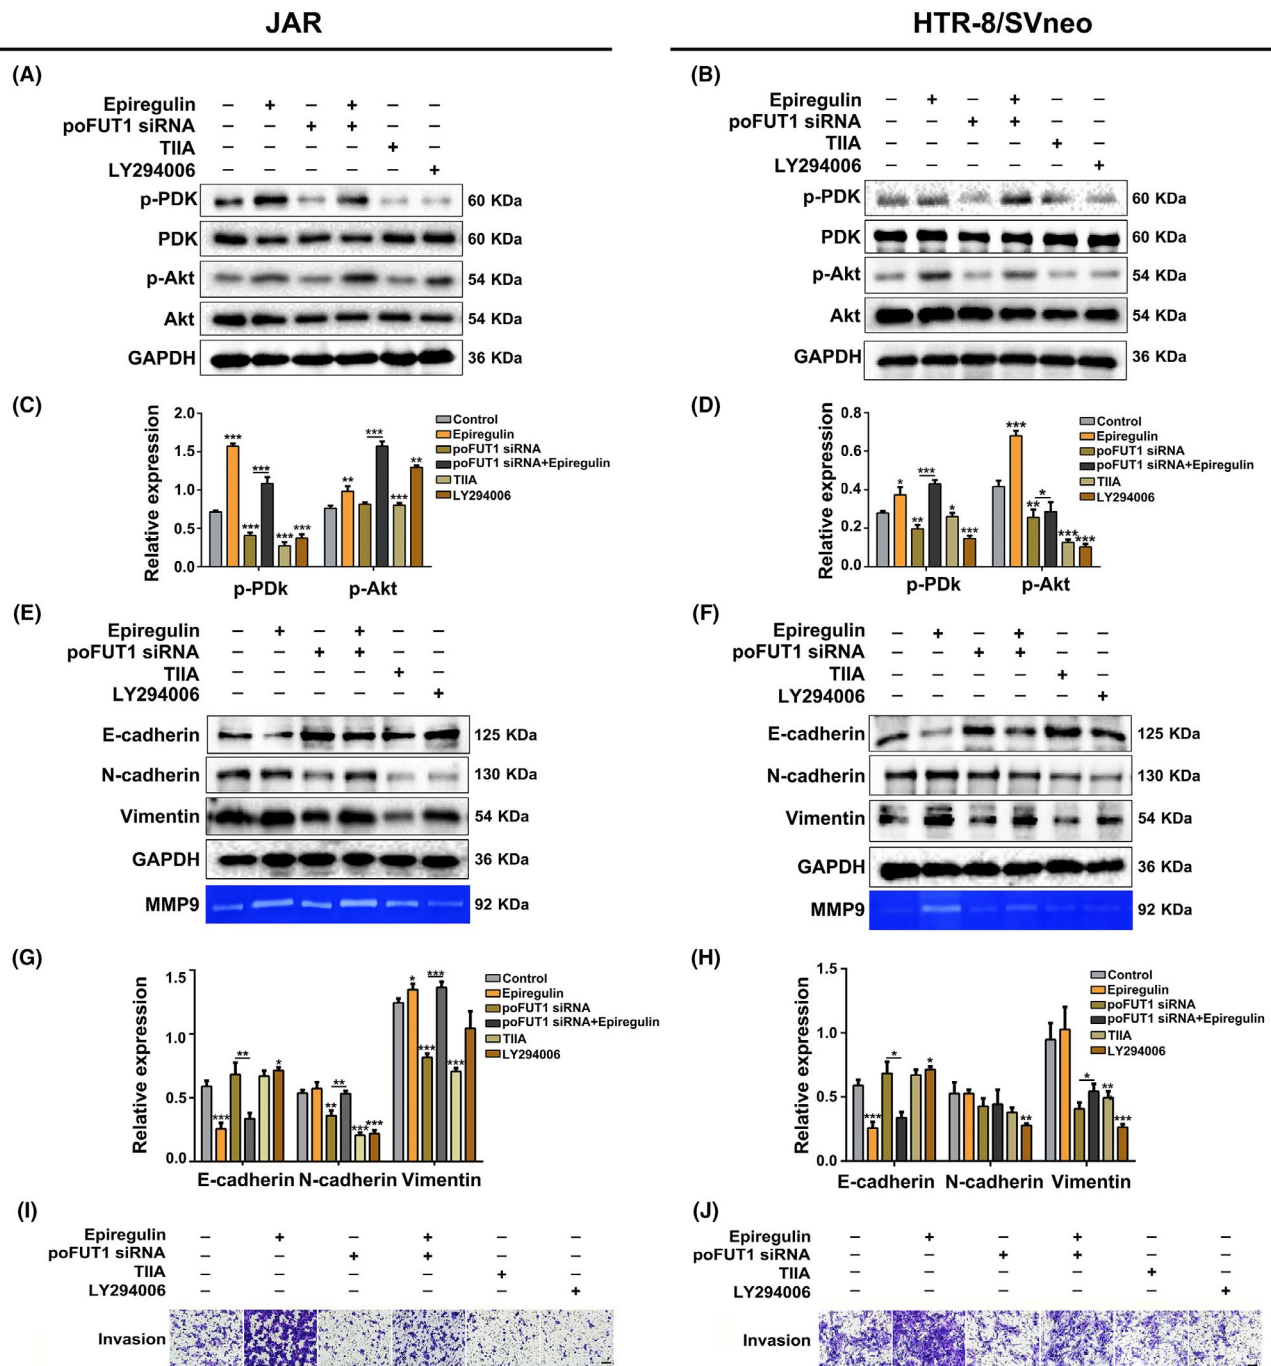 JAR
HTR-8/SVneo
(A)
Epiregulin – + – + – –
poFUT1 siRNA – – + + – –
TIIA – – – – + –
LY294006 – – – – – +
p-PDK 60 KDa
PDK 60 KDa
p-Akt 54 KDa
Akt 54 KDa
GAPDH 36 KDa
(B)
Epiregulin – + – + – –
poFUT1 siRNA – – + + – –
TIIA – – – – + –
LY294006 – – – – – +
p-PDK 60 KDa
PDK 60 KDa
p-Akt 54 KDa
Akt 54 KDa
GAPDH 36 KDa
(C)
Relative expression
2.0
1.5
1.0
0.5
0.0
*** *** *** *** *** ** *** *** **
p-PDk p-Akt
Control
Epiregulin
poFUT1 siRNA
poFUT1 siRNA+Epiregulin
TIIA
LY294006
(D)
Relative expression
0.8
0.6
0.4
0.2
0.0
* ** *** * *** *** ** * *** ***
p-PDk p-Akt
Control
Epiregulin
poFUT1 siRNA
poFUT1 siRNA+Epiregulin
TIIA
LY294006
(E)
Epiregulin – + – + – –
poFUT1 siRNA – – + + – –
TIIA – – – – + –
LY294006 – – – – – +
E-cadherin 125 KDa
N-cadherin 130 KDa
Vimentin 54 KDa
GAPDH 36 KDa
MMP9 92 KDa
(F)
Epiregulin – + – + – –
poFUT1 siRNA – – + + – –
TIIA – – – – + –
LY294006 – – – – – +
E-cadherin 125 KDa
N-cadherin 130 KDa
Vimentin 54 KDa
GAPDH 36 KDa
MMP9 92 KDa
(G)
Relative expression
1.5
1.0
0.5
0.0
*** ** * ** ** *** *** * *** *** ***
E-cadherin N-cadherin Vimentin
Control
Epiregulin
poFUT1 siRNA
poFUT1 siRNA+Epiregulin
TIIA
LY294006
(H)
Relative expression
1.5
1.0
0.5
0.0
*** * * ** * ** ***
E-cadherin N-cadherin Vimentin
Control
Epiregulin
poFUT1 siRNA
poFUT1 siRNA+Epiregulin
TIIA
LY294006
(I)
Epiregulin – + – + – –
poFUT1 siRNA – – + + – –
TIIA – – – – + –
LY294006 – – – – – +
Invasion
(J)
Epiregulin – + – + – –
poFUT1 siRNA – – + + – –
TIIA – – – – + –
LY294006 – – – – – +
Invasion